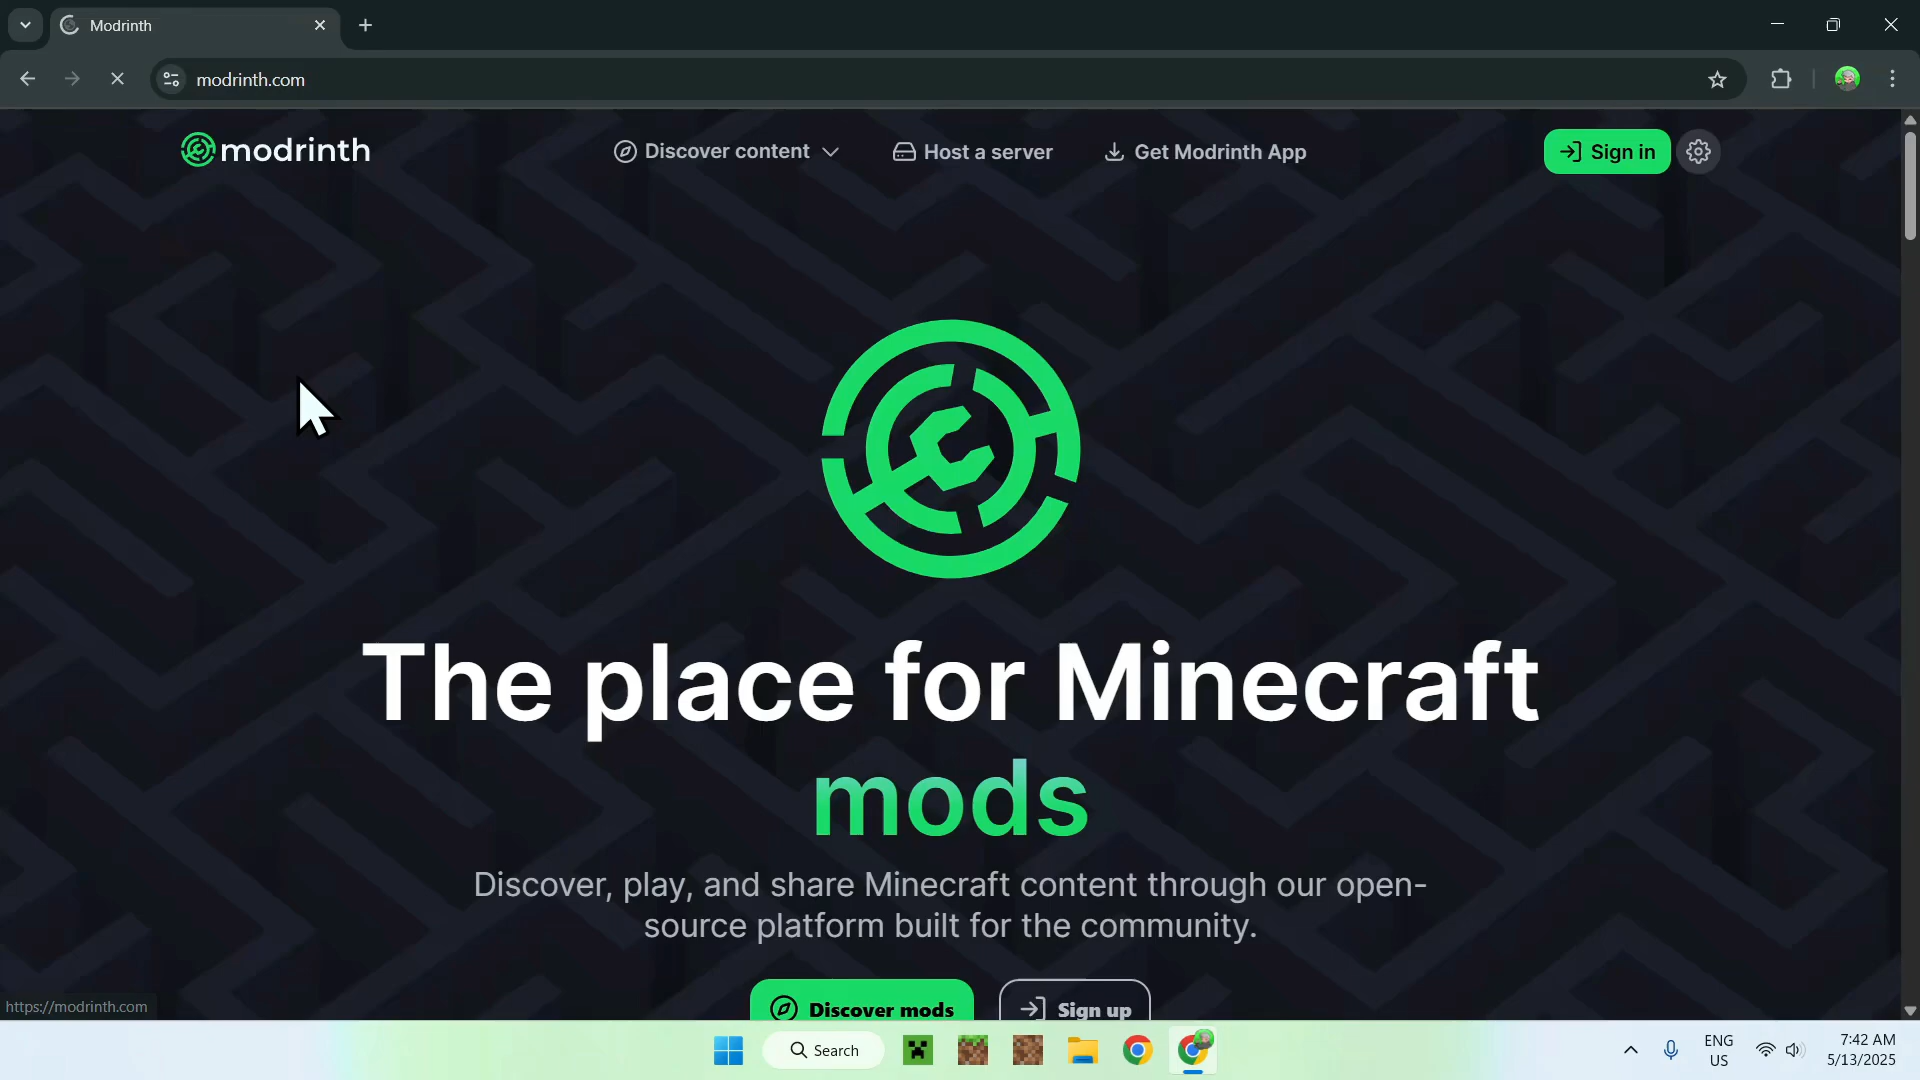 Modrinth
modrinth.com
modrinth
Discover content
Host a server
Get Modrinth App
Sign in
The place for Minecraft
mods
Discover, play, and share Minecraft content through our open-
source platform built for the community.
Discover mods
Sign up
https://modrinth.com
Search
ENG
US
7:42 AM
5/13/2025